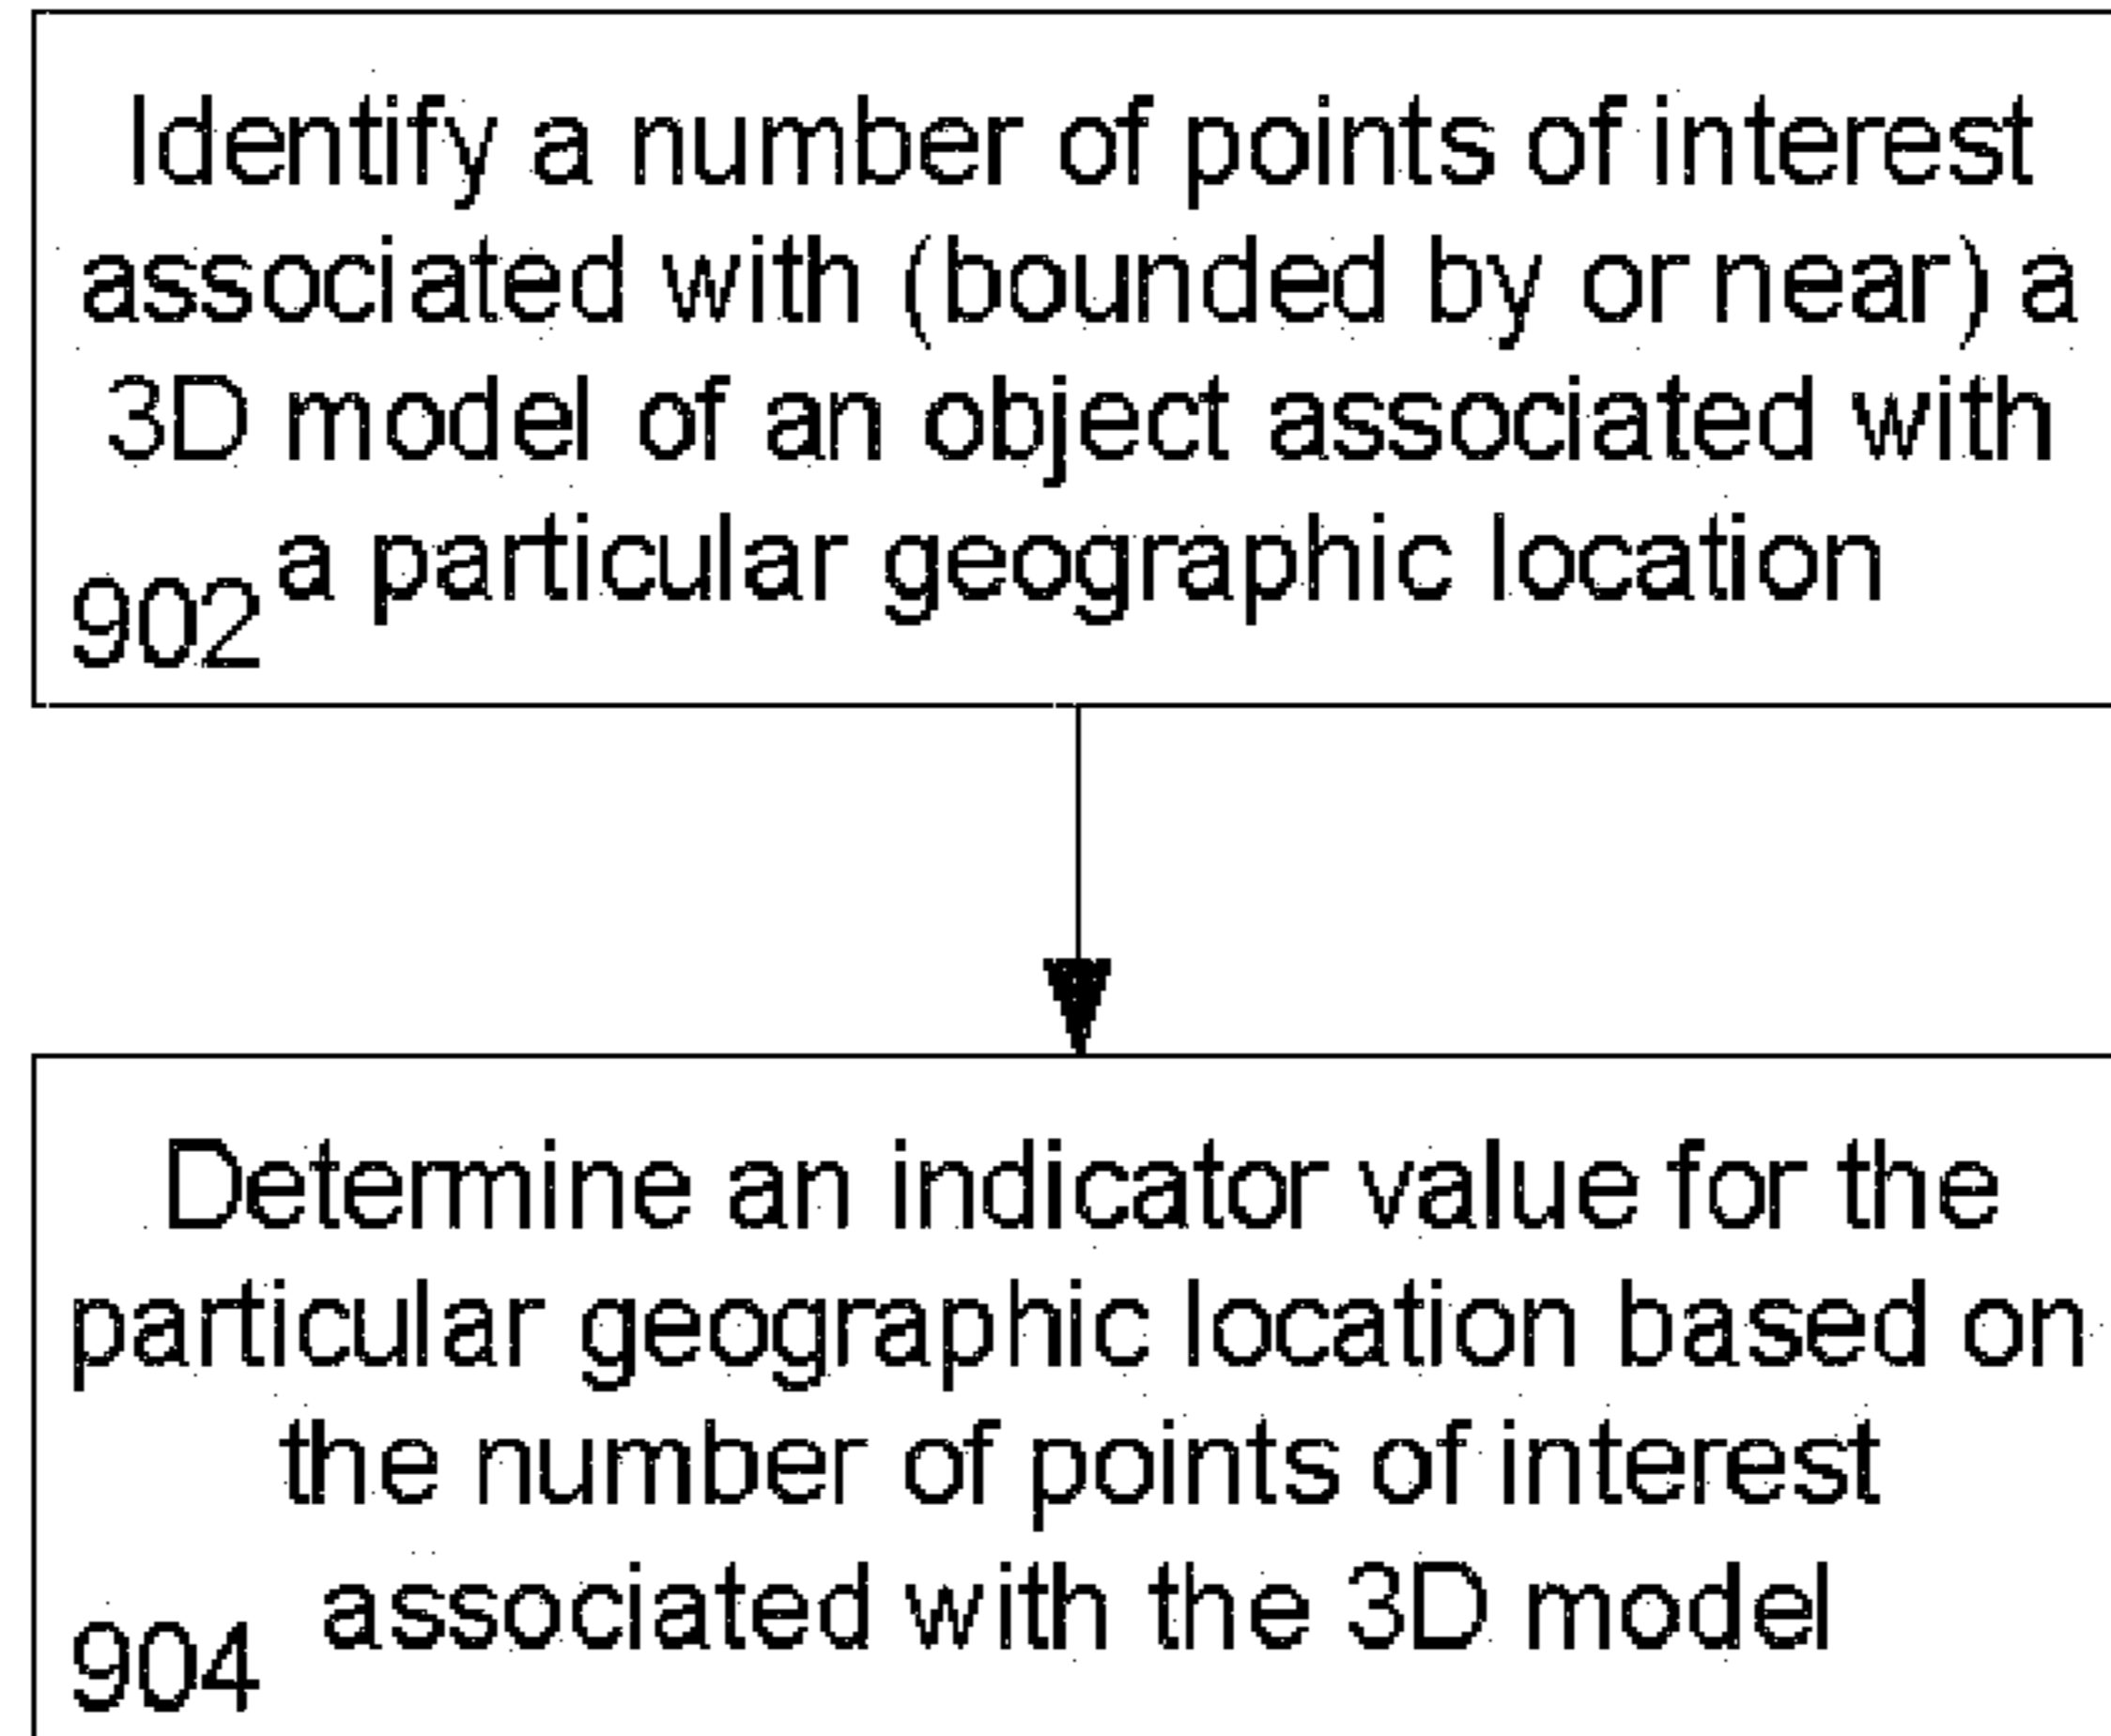 Identify a number of points of interest
associated with (bounded by or near) a
3D model of an object associated with
a particular geographic location
902
Determine an indicator value for the
particular geographic location based on
the number of points of interest
associated with the 3D model
904